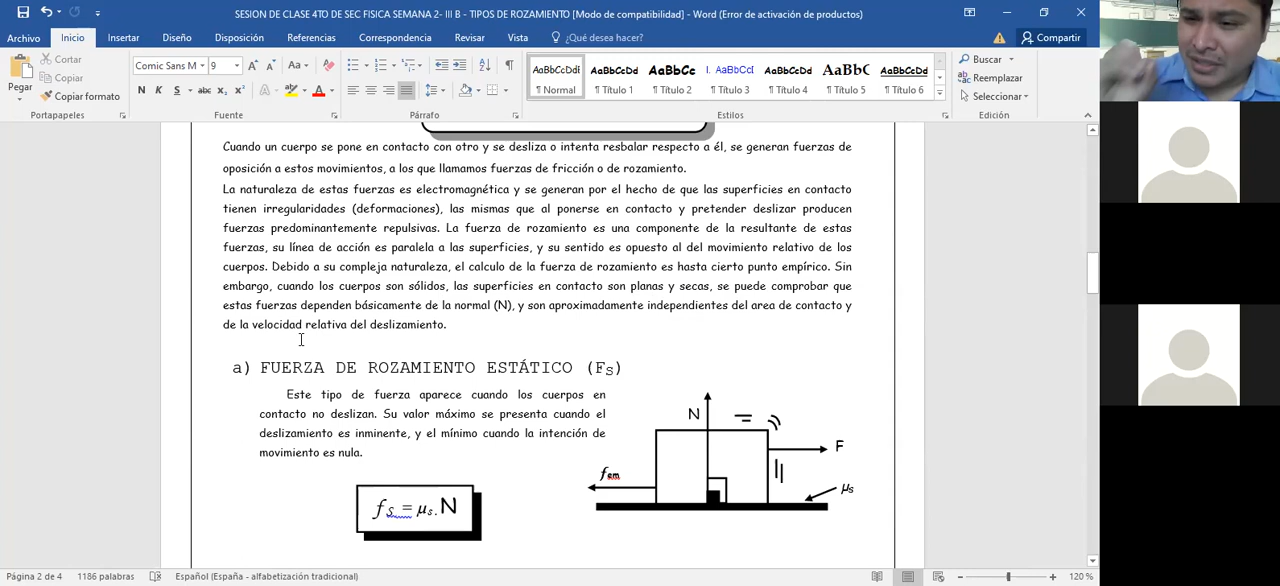 SESION DE CLASE 4TO DE SEC FISICA SEMANA 2- III B - TIPOS DE ROZAMIENTO [Modo de compatibilidad] - Word (Error de activación de productos)
Archivo Inicio Insertar Diseño Disposición Referencias Correspondencia Revisar Vista ¿Qué desea hacer? Compartir
Pegar
Cortar
Copiar
Copiar formato
Portapapeles
Comic Sans M 9
N K S abc x₂ x²
Fuente
Párrafo
AaBbCcDdE AaBbCcDd AaBbCc I. AaBbCcI AaBbCcDd AaBbC AaBbCcDd
¶ Normal ¶ Título 1 ¶ Título 2 ¶ Título 3 ¶ Título 4 ¶ Título 5 ¶ Título 6
Estilos
Buscar
Reemplazar
Seleccionar
Edición
Cuando un cuerpo se pone en contacto con otro y se desliza o intenta resbalar respecto a él, se generan fuerzas de
oposición a estos movimientos, a los que llamamos fuerzas de fricción o de rozamiento.
La naturaleza de estas fuerzas es electromagnética y se generan por el hecho de que las superficies en contacto
tienen irregularidades (deformaciones), las mismas que al ponerse en contacto y pretender deslizar producen
fuerzas predominantemente repulsivas. La fuerza de rozamiento es una componente de la resultante de estas
fuerzas, su línea de acción es paralela a las superficies, y su sentido es opuesto al del movimiento relativo de los
cuerpos. Debido a su compleja naturaleza, el calculo de la fuerza de rozamiento es hasta cierto punto empírico. Sin
embargo, cuando los cuerpos son sólidos, las superficies en contacto son planas y secas, se puede comprobar que
estas fuerzas dependen básicamente de la normal (N), y son aproximadamente independientes del area de contacto y
de la velocidad relativa del deslizamiento.
a) FUERZA DE ROZAMIENTO ESTÁTICO (FS)
Este tipo de fuerza aparece cuando los cuerpos en
contacto no deslizan. Su valor máximo se presenta cuando el
deslizamiento es inminente, y el mínimo cuando la intención de
movimiento es nula.
fS = μs.N
N
F
fem
μs
Página 2 de 4 1186 palabras Español (España - alfabetización tradicional) 120 %